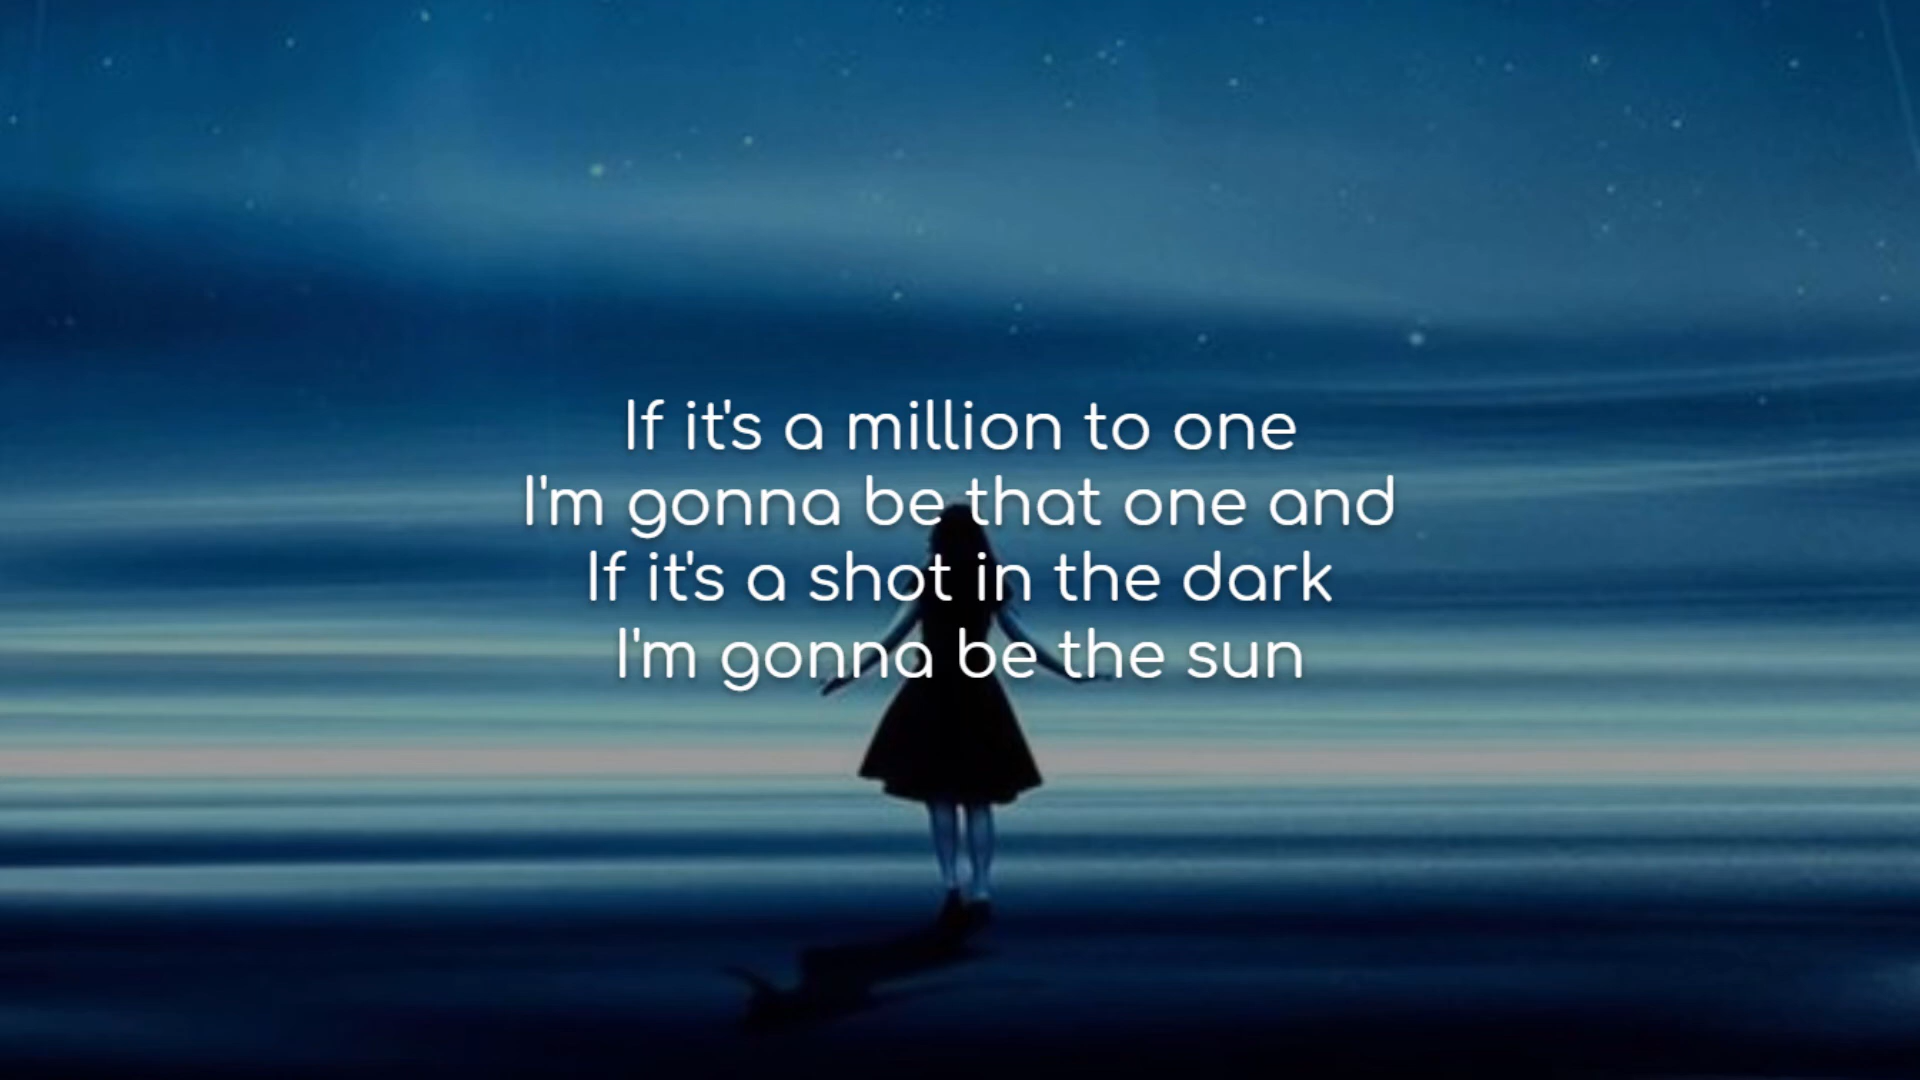 If it's a million to one
I'm gonna be that one and
If it's a shot in the dark
I'm gonna be the sun